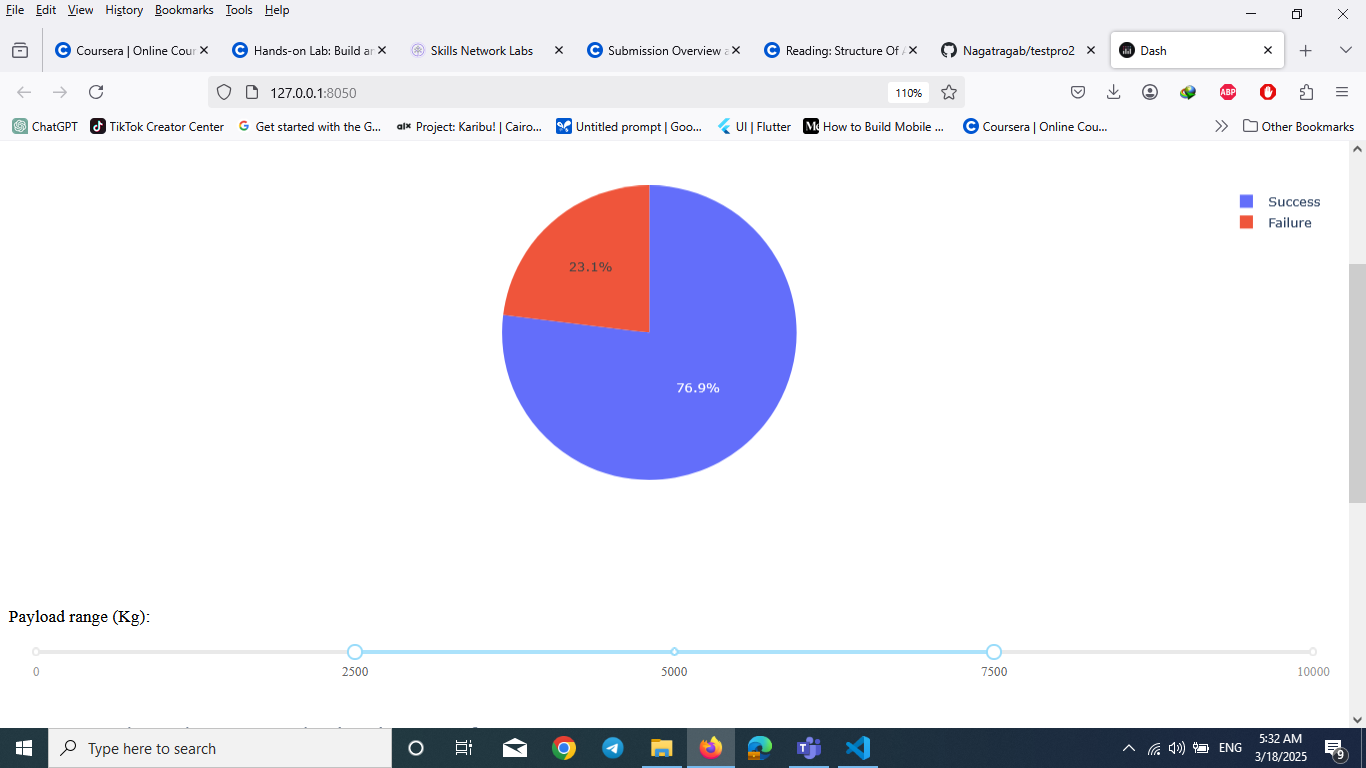 File Edit View History Bookmarks Tools Help
Coursera | Online Cour
Hands-on Lab: Build an
Skills Network Labs
Submission Overview a
Reading: Structure Of A
Nagatragab/testpro2
Dash
127.0.0.1:8050
110%
ABP
ChatGPT
TikTok Creator Center
Get started with the G...
alx Project: Karibu! | Cairo...
Untitled prompt | Goo...
UI | Flutter
How to Build Mobile ...
Coursera | Online Cou...
Other Bookmarks
Success
Failure
23.1%
76.9%
Payload range (Kg):
0 2500 5000 7500 10000
Type here to search
ENG
5:32 AM
3/18/2025
9